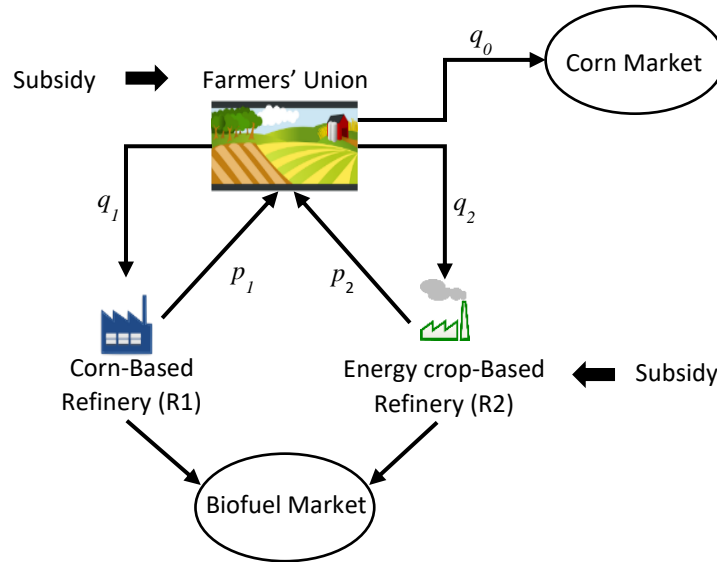 q0
Corn Market
Subsidy
Farmers’ Union
q1
q2
p1
p2
Corn-Based
Refinery (R1)
Energy crop-Based
Refinery (R2)
Subsidy
Biofuel Market